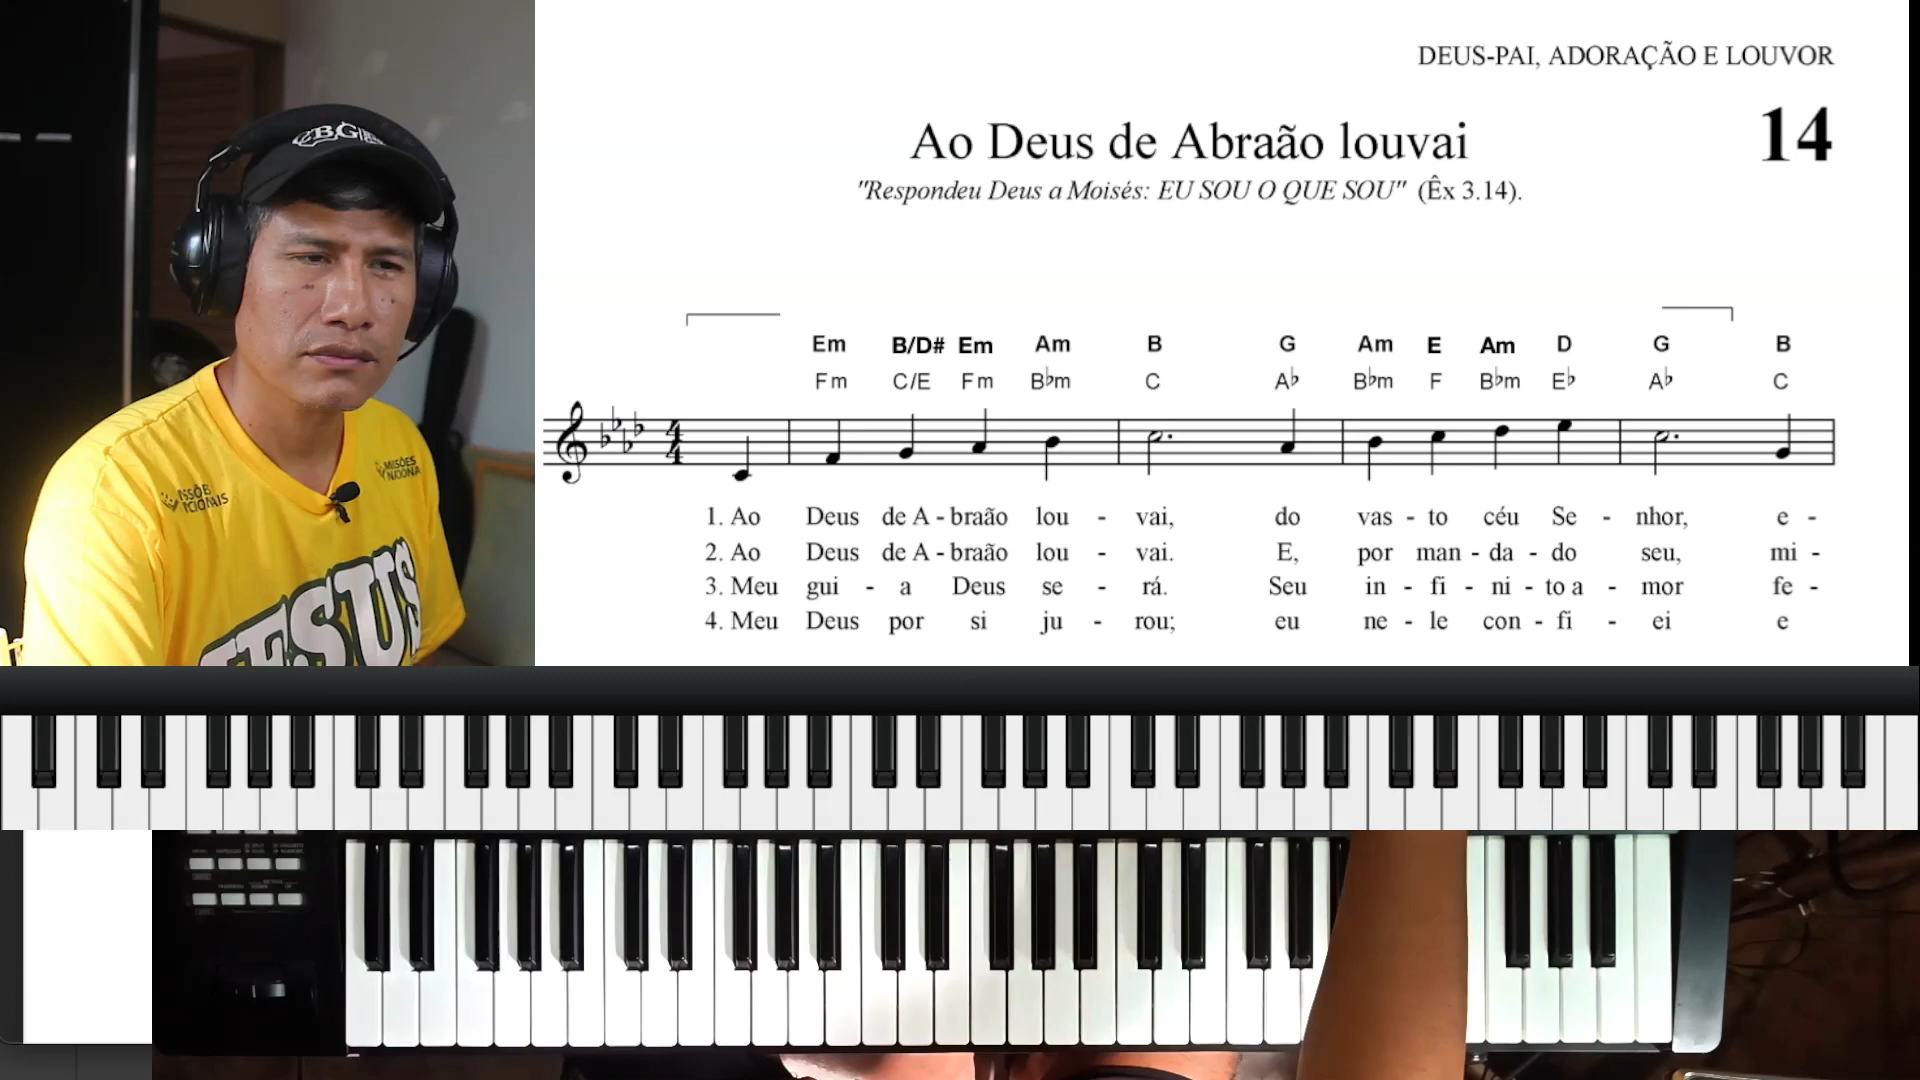 DEUS-PAI, ADORAÇÃO E LOUVOR
14
Ao Deus de Abraão louvai
"Respondeu Deus a Moisés: EU SOU O QUE SOU" (Êx 3.14).
Em B/D# Em Am B G Am E Am D G B
Fm C/E Fm B♭m C A♭ B♭m F B♭m E♭ A♭ C
4
4
1. Ao Deus de A - braão lou - vai, do vas - to céu Se - nhor, e -
2. Ao Deus de A - braão lou - vai. E, por man - da - do seu, mi -
3. Meu gui - a Deus se - rá. Seu in - fi - ni - to a - mor fe -
4. Meu Deus por si ju - rou; eu ne - le con - fi - ei e
MISSÕES
JESUS